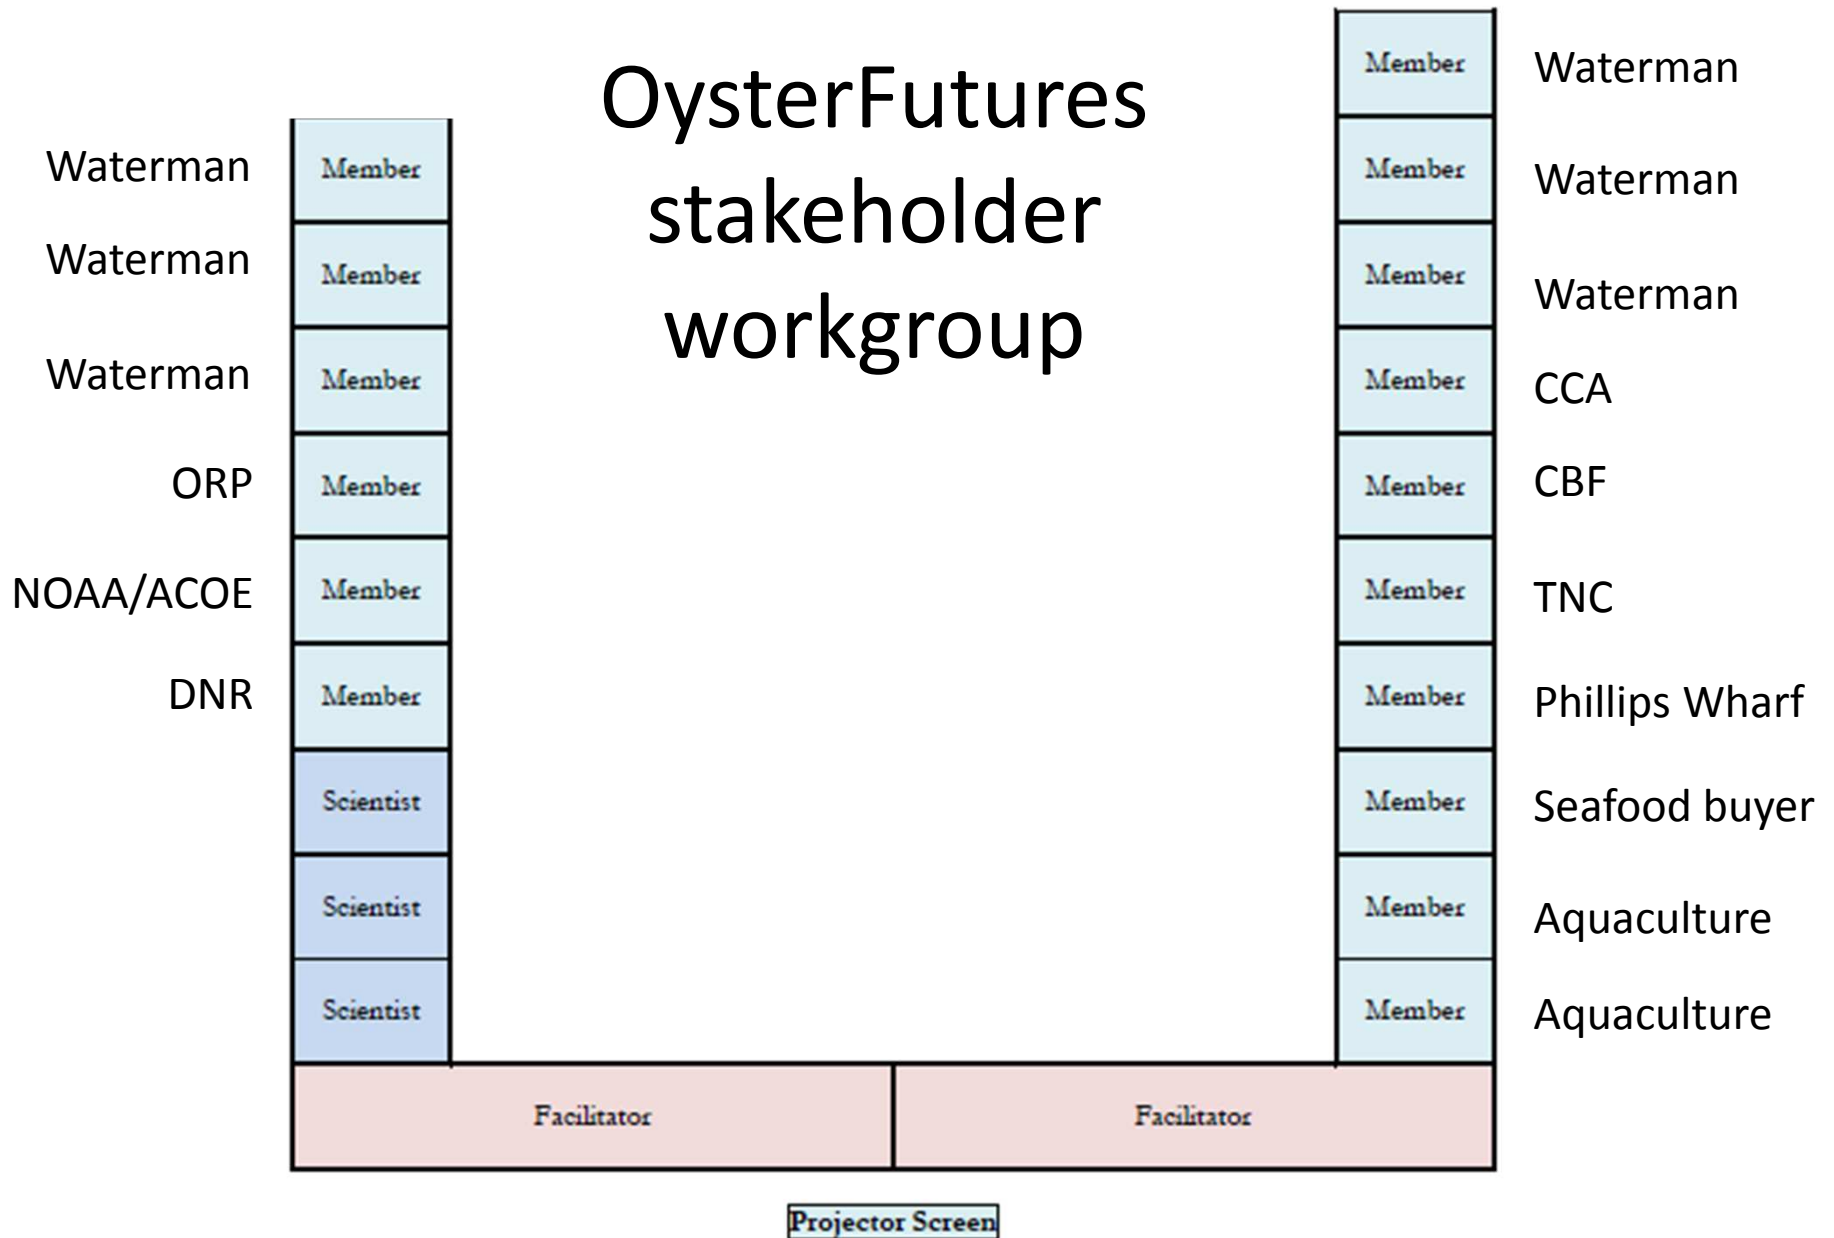 OysterFutures
stakeholder
workgroup
Waterman Member
Waterman Member
Waterman Member
ORP Member
NOAA/ACOE Member
DNR Member
Scientist
Scientist
Scientist
Member Waterman
Member Waterman
Member Waterman
Member CCA
Member CBF
Member TNC
Member Phillips Wharf
Member Seafood buyer
Member Aquaculture
Member Aquaculture
Facilitator Facilitator
Projector Screen